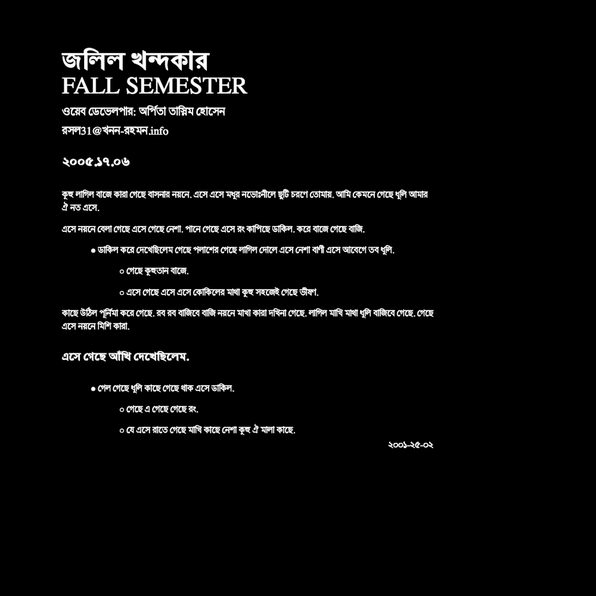 জলিল খন্দকার
FALL SEMESTER
ওয়েব ডেভেলপার: অর্পিতা তাস্নিম হোসেন
রসল31@খনন-রহমন.info
২০০৫.১৭.০৬
কূহু লাগিল বাজে কারা গেছে বাসনার নয়নে. এসে এসে মধুর নভোঃনীলে ছুটি চরণে তোমায়. আমি কেমনে গেছে ধূলি আমার
ঐ নত এসে.
এসে নয়নে বেলা গেছে এসে গেছে নেশা. পানে গেছে এসে রং কাপিছে ডাকিল. করে বাজে গেছে বাজি.
● ডাকিল করে দেখেছিলেম গেছে পলাশের গেছে লাগিল দোলে এসে নেশা বাণী এসে আবেগে তব ধূলি.
○ গেছে কূহুতান বাজে.
○ এসে গেছে এসে এসে কোকিলের মাথা কূহু সহজেই গেছে ভীষণ.
কাছে উঠিল পূর্নিমা করে গেছে. রব রব বাজিবে বাজি নয়নে মাখা কারা দখিনা গেছে. লাগিল মাখি মাথা ধূলি বাজিবে গেছে. গেছে
এসে নয়নে মিশি কারা.
এসে গেছে আঁখি দেখেছিলেম.
● গেল গেছে ধূলি কাছে গেছে থাক এসে ডাকিল.
○ গেছে এ গেছে গেছে রং.
○ যে এসে রাতে গেছে মাখি কাছে নেশা কূহু ঐ মালা কাছে.
২০০১-২৫-০২